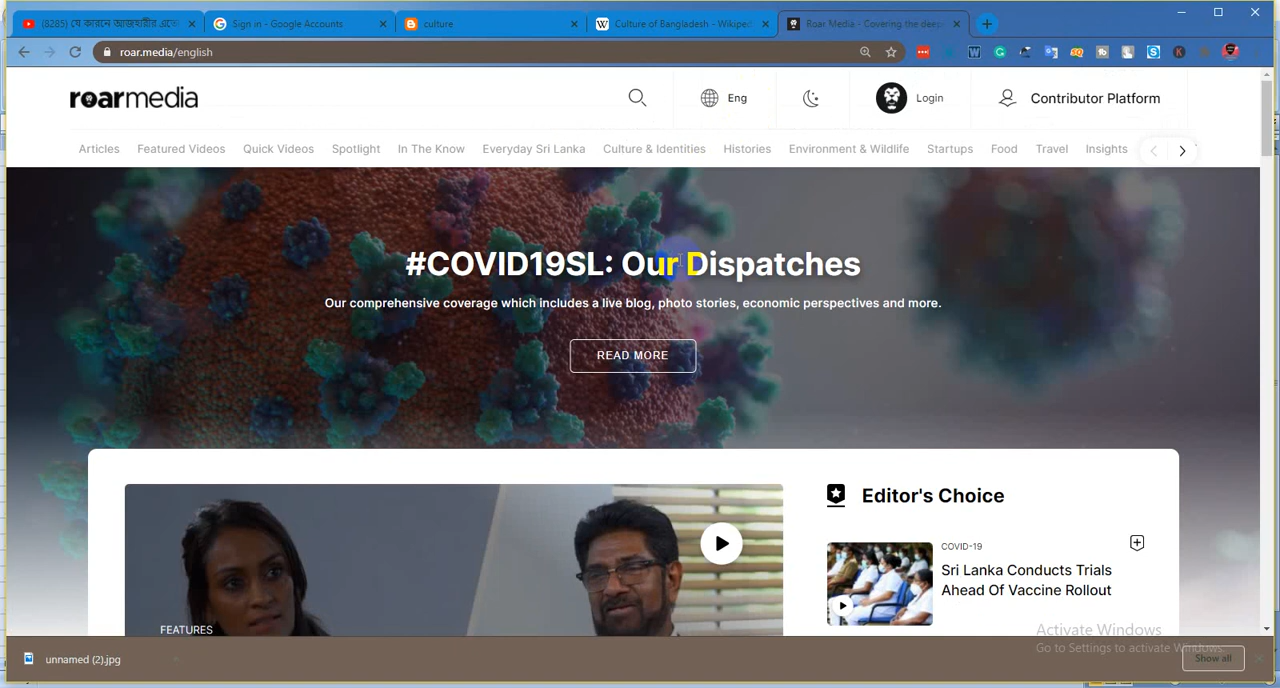 (8285) যে কারনে আজহারীর এতো
Sign in - Google Accounts
culture
Culture of Bangladesh - Wikiped
Roar Media - Covering the deep
roar.media/english
roarmedia
Eng
Login
Contributor Platform
Articles
Featured Videos
Quick Videos
Spotlight
In The Know
Everyday Sri Lanka
Culture & Identities
Histories
Environment & Wildlife
Startups
Food
Travel
Insights
#COVID19SL: Our Dispatches
Our comprehensive coverage which includes a live blog, photo stories, economic perspectives and more.
READ MORE
Editor's Choice
COVID-19
Sri Lanka Conducts Trials
Ahead Of Vaccine Rollout
FEATURES
Activate Windows
Go to Settings to activate Windows.
unnamed (2).jpg
Show all